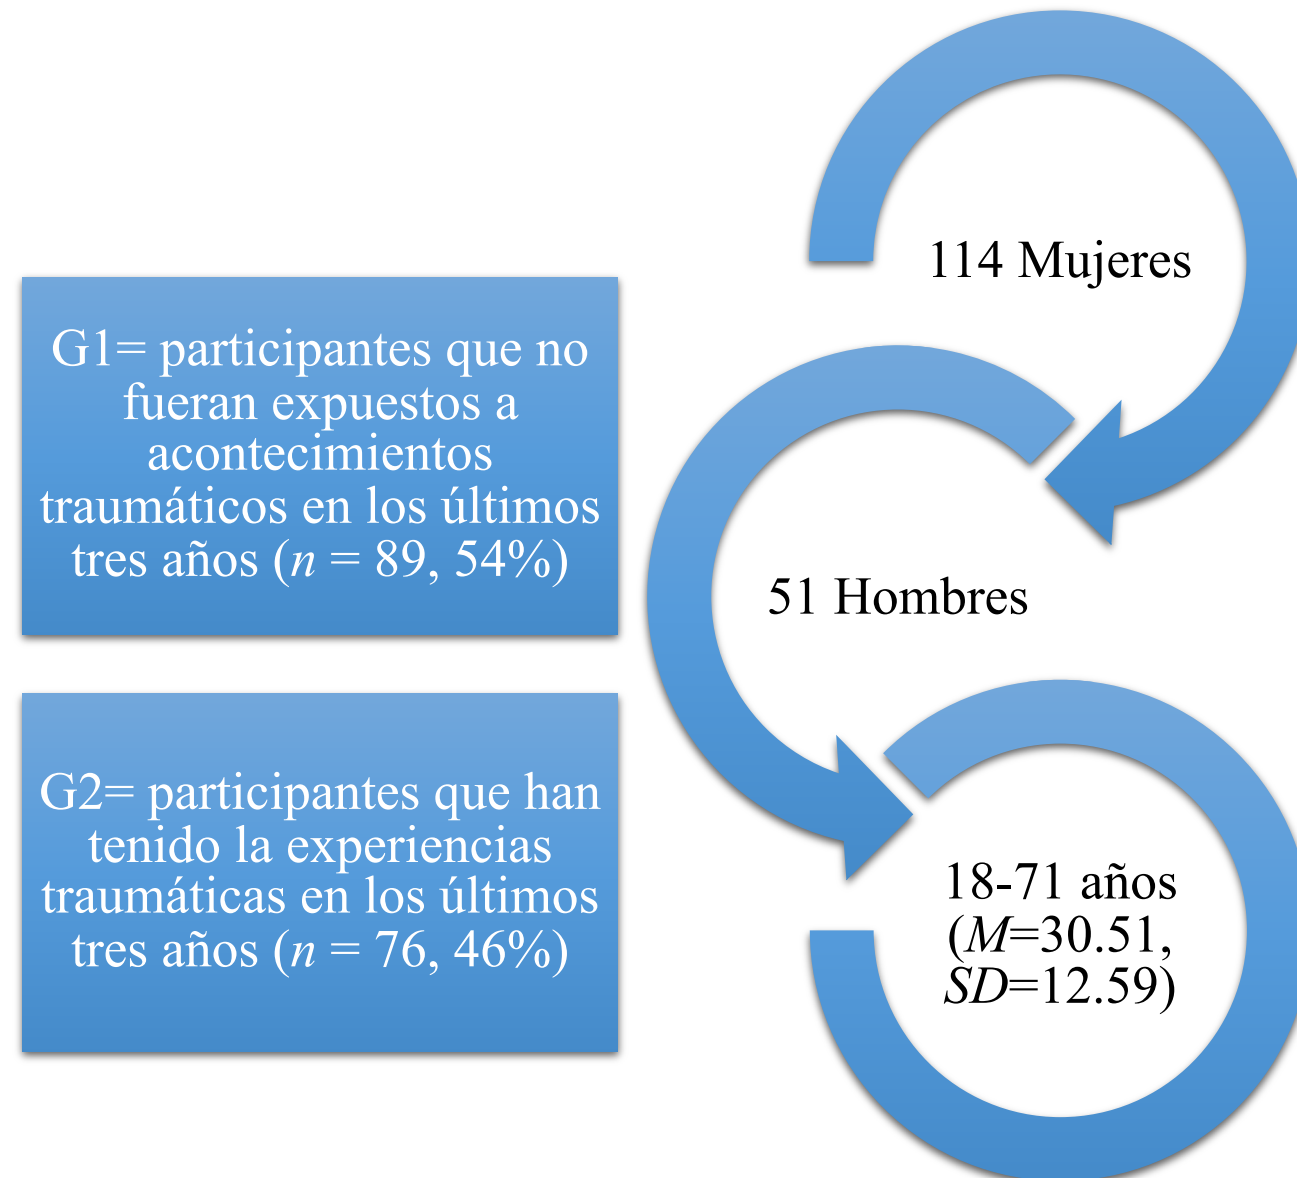 G1= participantes que no
fueran expuestos a
acontecimientos
traumáticos en los últimos
tres años (n = 89, 54%)
G2= participantes que han
tenido la experiencias
traumáticas en los últimos
tres años (n = 76, 46%)
114 Mujeres
51 Hombres
18-71 años
(M=30.51,
SD=12.59)